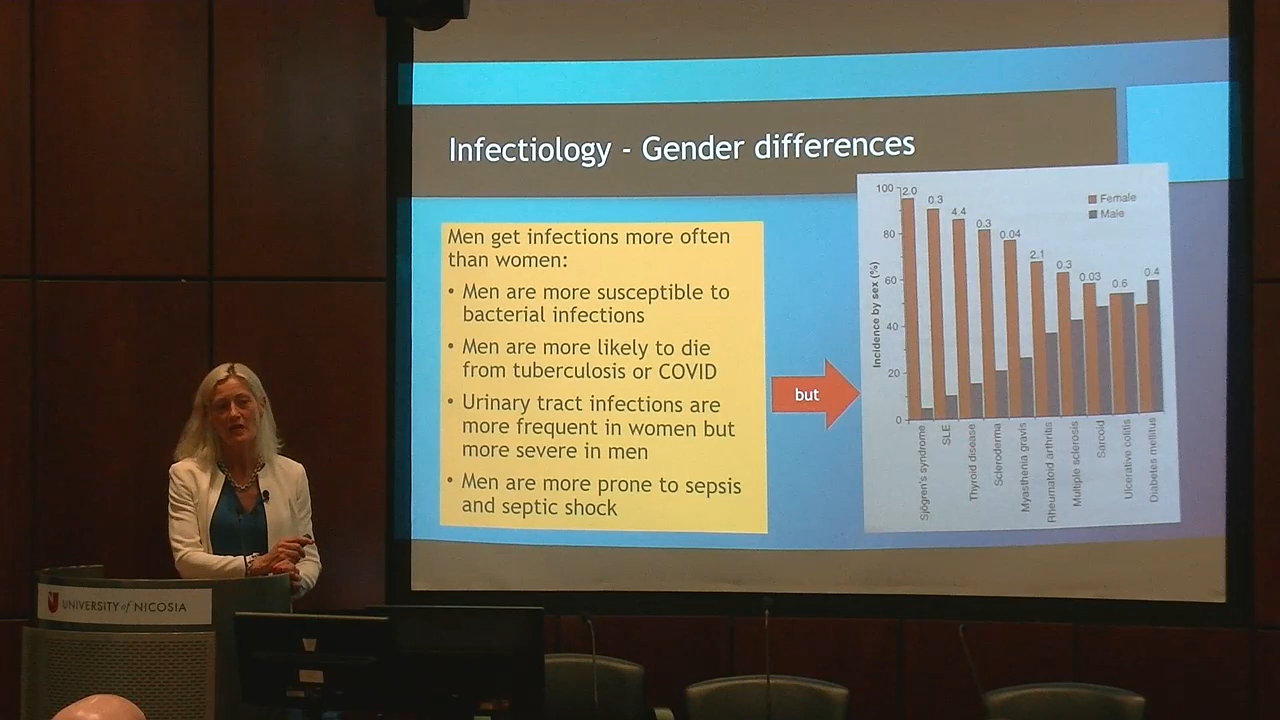 Infectiology - Gender differences
Men get infections more often
than women:
• Men are more susceptible to
bacterial infections
• Men are more likely to die
from tuberculosis or COVID
• Urinary tract infections are
more frequent in women but
more severe in men
• Men are more prone to sepsis
and septic shock
but
Female
Male
Incidence by sex (%)
100
80
60
40
20
0
2.0
0.3
4.4
0.3
0.04
2.1
0.3
0.03
0.6
0.4
Sjögren's syndrome
SLE
Thyroid disease
Scleroderma
Myasthenia gravis
Rheumatoid arthritis
Multiple sclerosis
Sarcoid
Ulcerative colitis
Diabetes mellitus
UNIVERSITY of NICOSIA